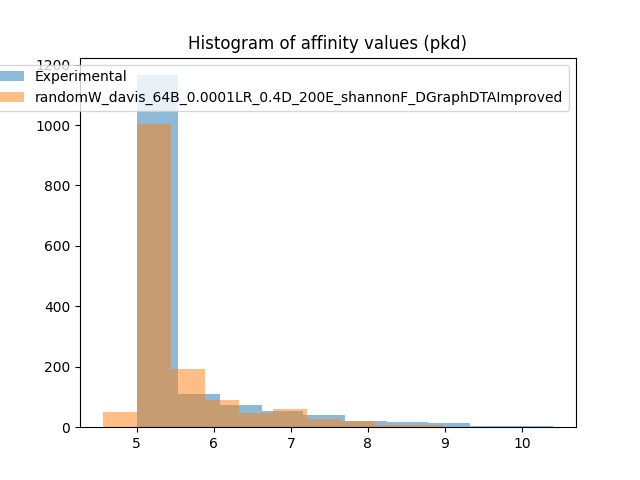 Histogram of affinity values (pkd)
1200
Experimental
randomW_davis_64B_0.0001LR_0.4D_200E_shannonF_DGraphDTAImproved
1000
800
600
400
200
0
5 6 7 8 9 10